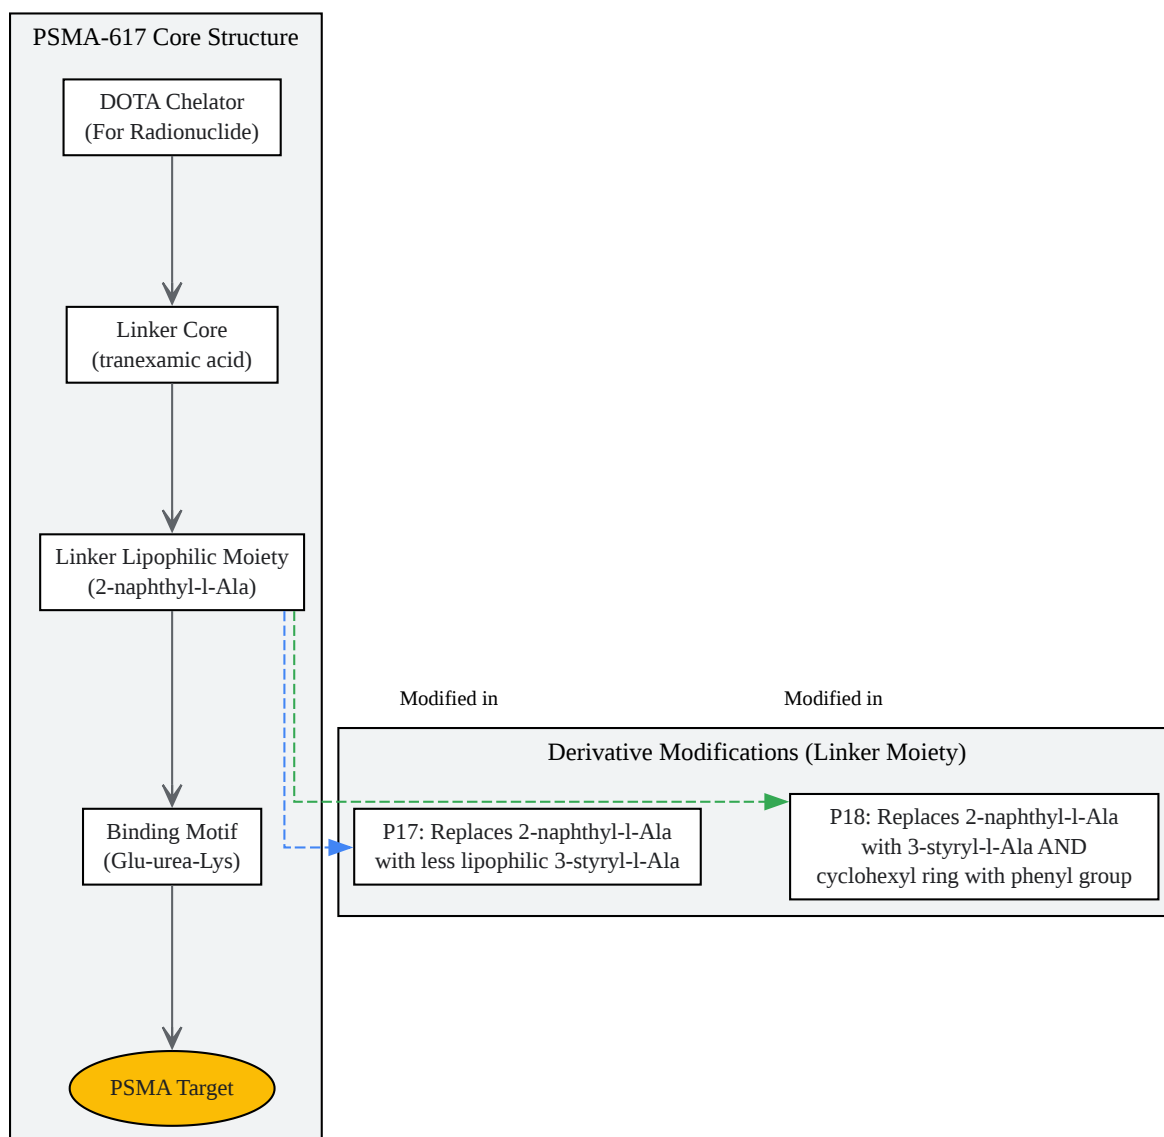 PSMA-617 Core Structure
DOTA Chelator
(For Radionuclide)
Linker Core
(tranexamic acid)
Linker Lipophilic Moiety
(2-naphthyl-l-Ala)
Modified in
Modified in
Derivative Modifications (Linker Moiety)
Binding Motif
(Glu-urea-Lys)
P17: Replaces 2-naphthyl-l-Ala
with less lipophilic 3-styryl-l-Ala
P18: Replaces 2-naphthyl-l-Ala
with 3-styryl-l-Ala AND
cyclohexyl ring with phenyl group
PSMA Target